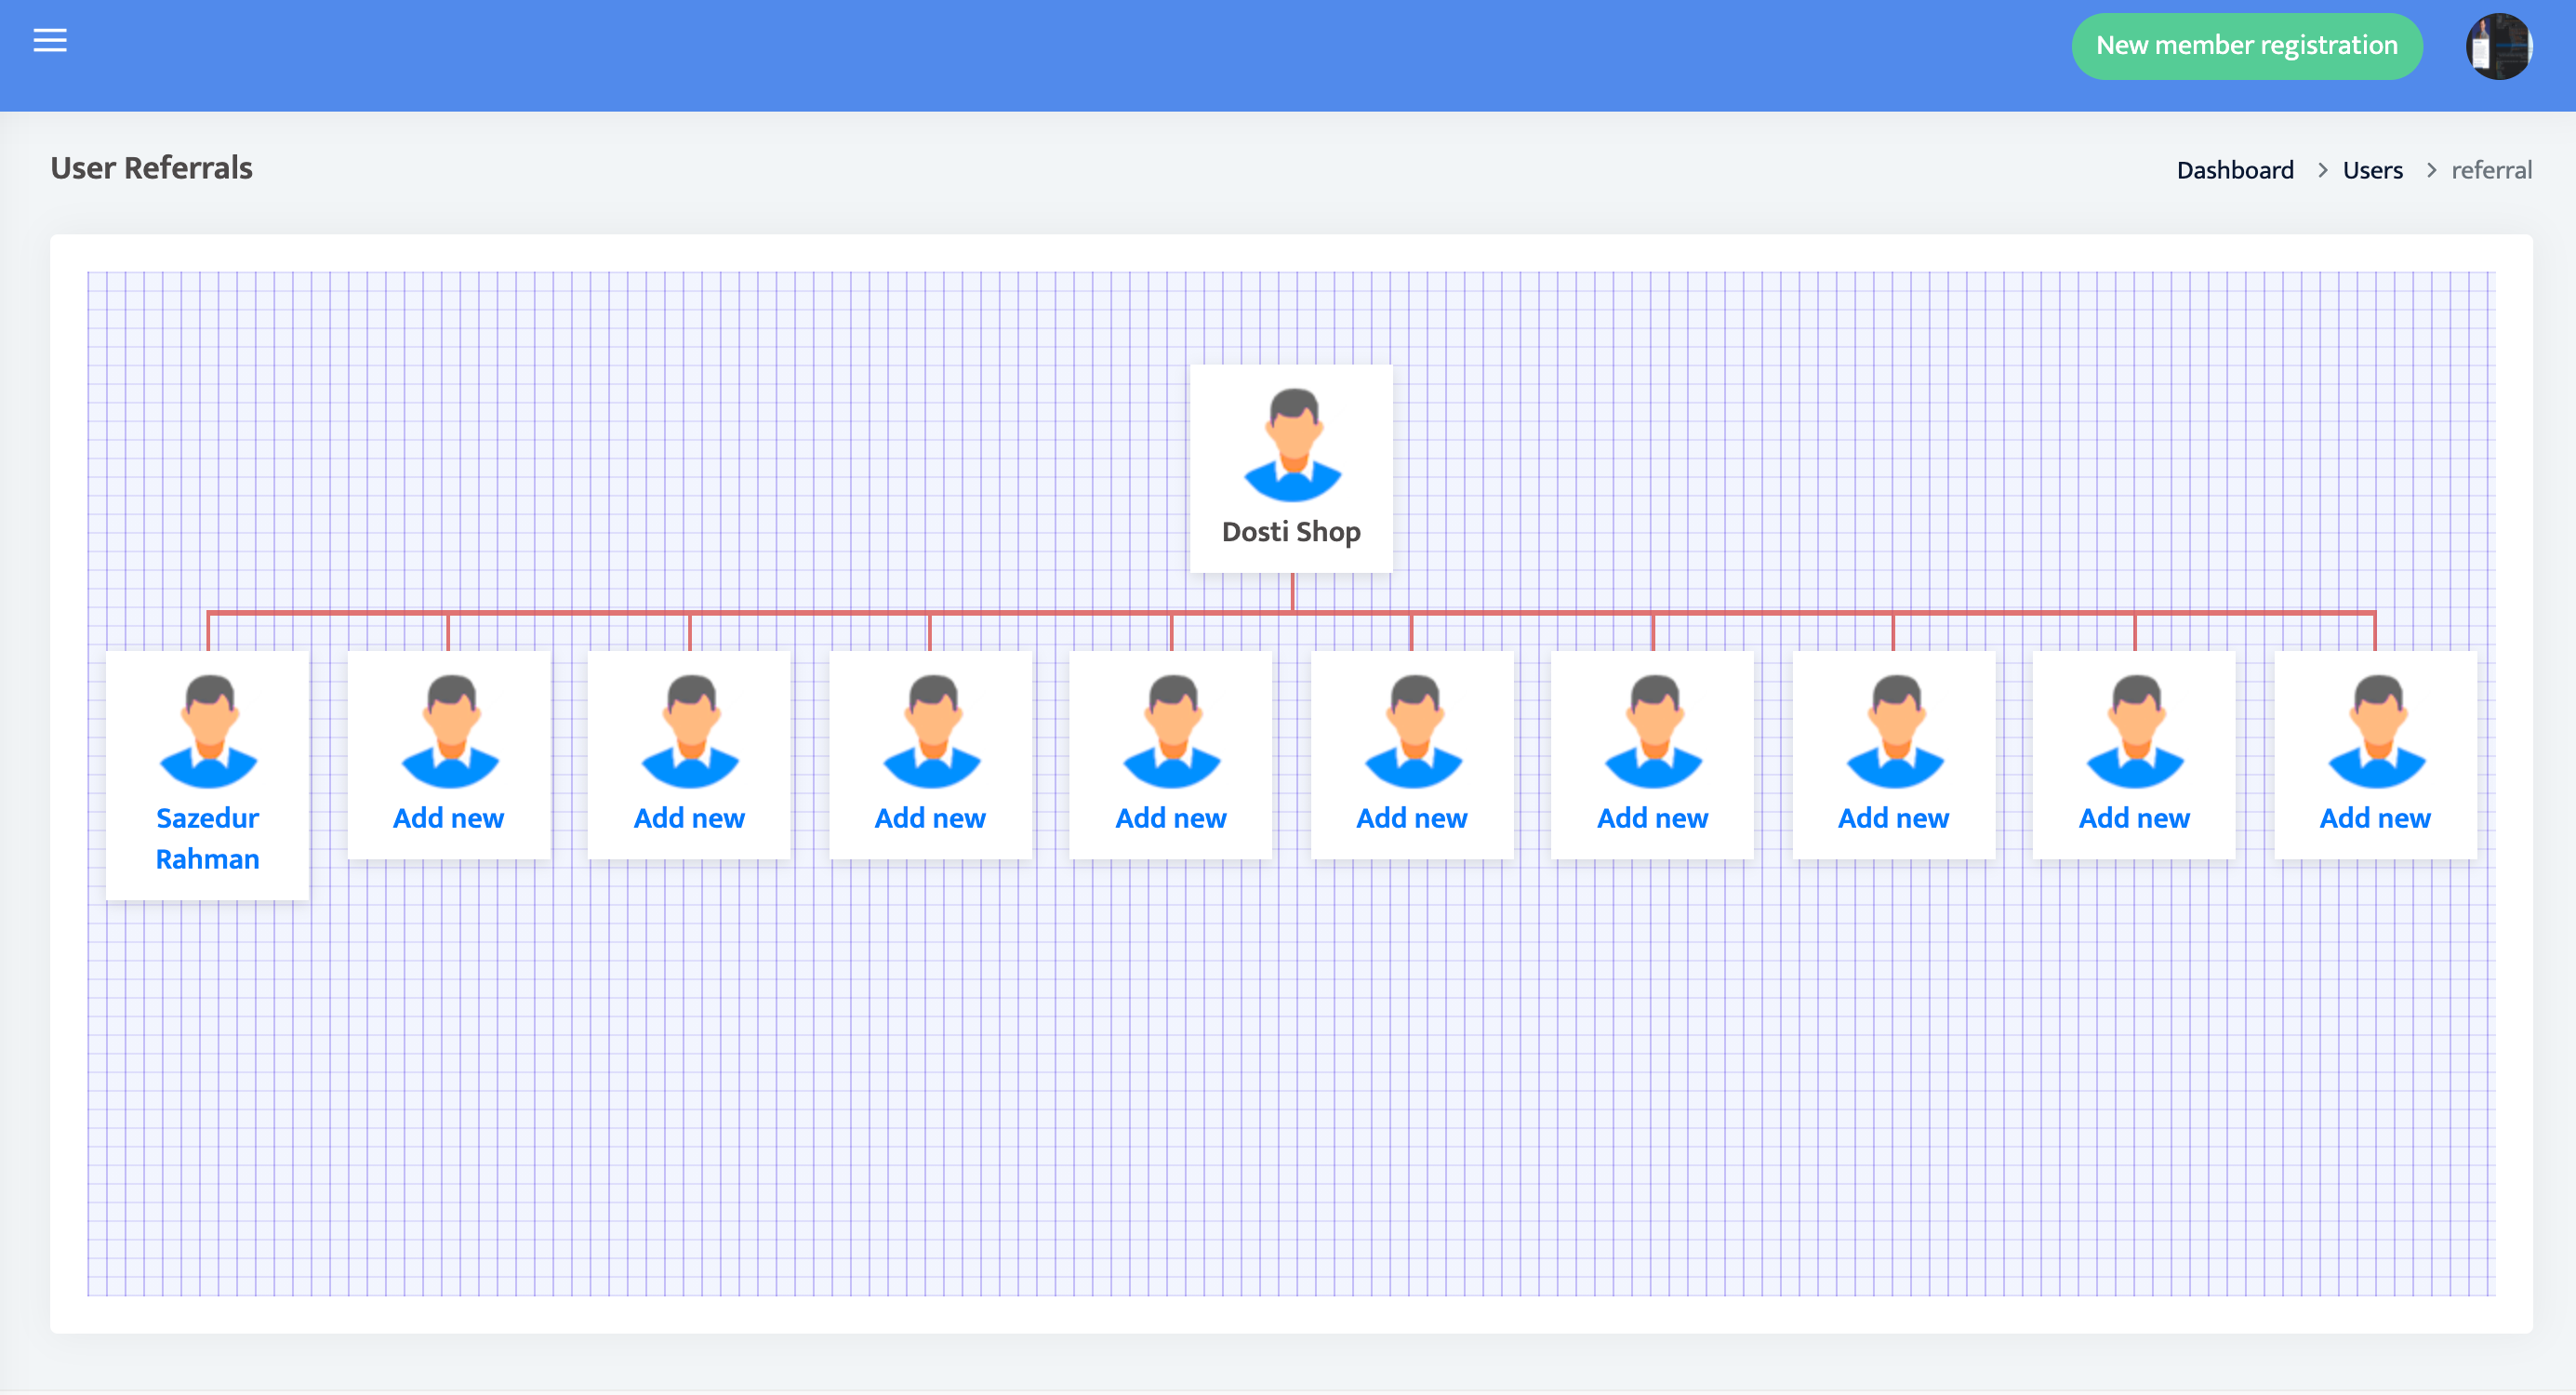 New member registration
User Referrals
Dashboard > Users > referral
Dosti Shop
Sazedur
Rahman
Add new
Add new
Add new
Add new
Add new
Add new
Add new
Add new
Add new